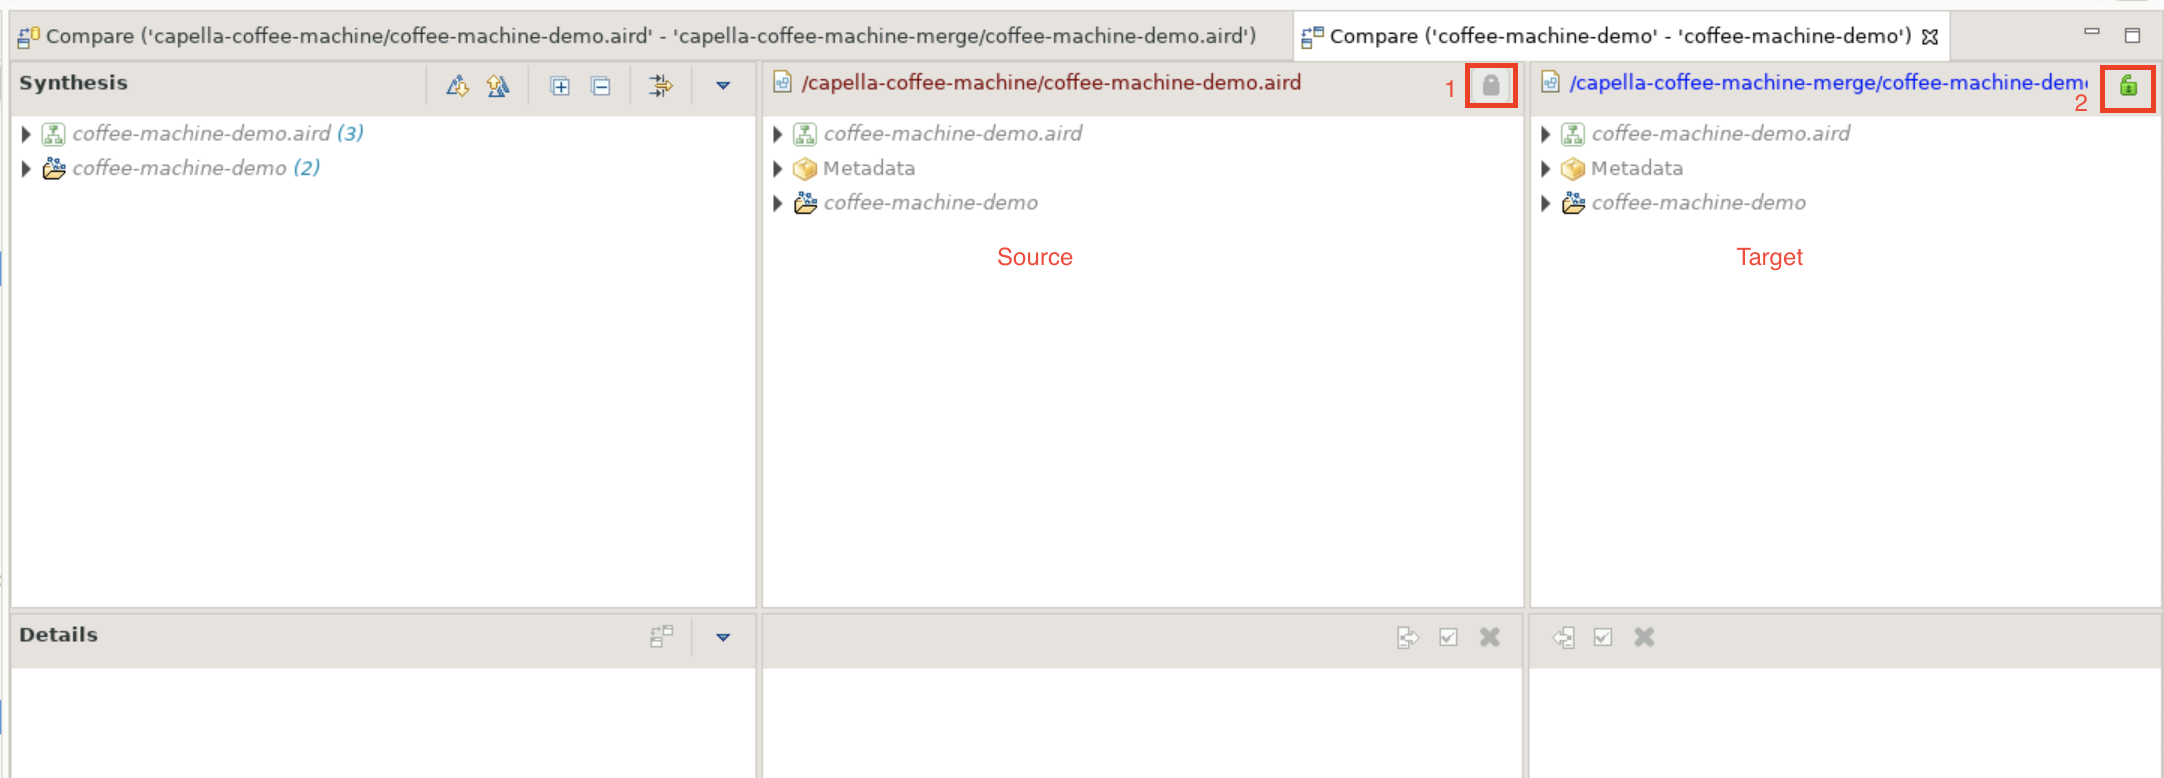 Compare ('capella-coffee-machine/coffee-machine-demo.aird' - 'capella-coffee-machine-merge/coffee-machine-demo.aird')
Compare ('coffee-machine-demo' - 'coffee-machine-demo')
Synthesis
/capella-coffee-machine/coffee-machine-demo.aird
1
/capella-coffee-machine-merge/coffee-machine-dem
2
coffee-machine-demo.aird (3)
coffee-machine-demo (2)
coffee-machine-demo.aird
Metadata
coffee-machine-demo
Source
coffee-machine-demo.aird
Metadata
coffee-machine-demo
Target
Details